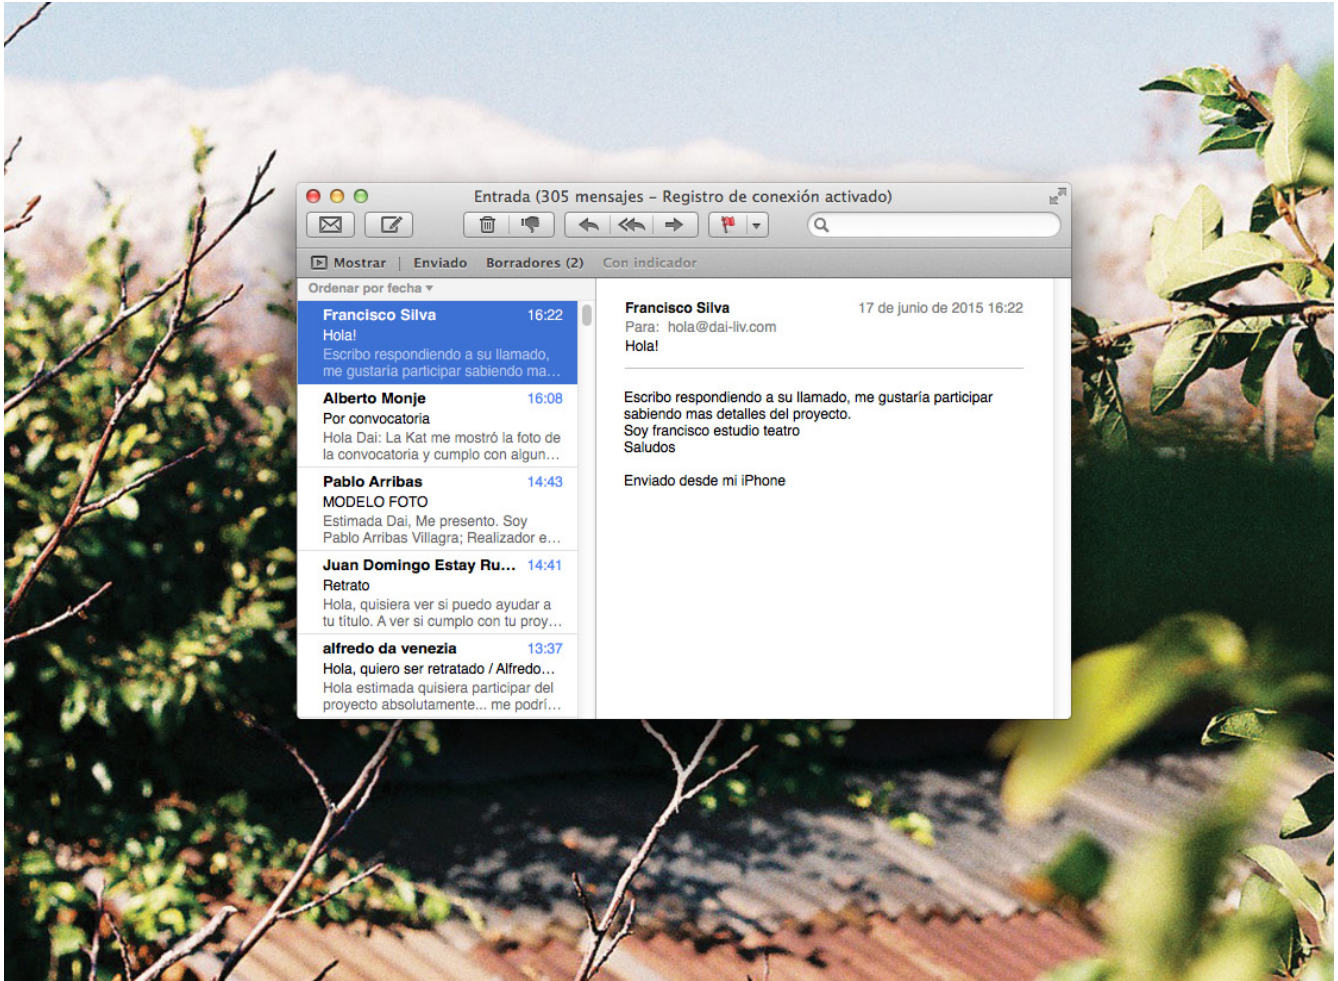 Entrada (305 mensajes – Registro de conexión activado)
Mostrar | Enviado Borradores (2) Con indicador
Ordenar por fecha ▾
Francisco Silva 16:22
Hola!
Escribo respondiendo a su llamado,
me gustaría participar sabiendo ma...
Alberto Monje 16:08
Por convocatoria
Hola Dai: La Kat me mostró la foto de
la convocatoria y cumplo con algun...
Pablo Arribas 14:43
MODELO FOTO
Estimada Dai, Me presento. Soy
Pablo Arribas Villagra; Realizador e...
Juan Domingo Estay Ru... 14:41
Retrato
Hola, quisiera ver si puedo ayudar a
tu título. A ver si cumplo con tu proy...
alfredo da venezia 13:37
Hola, quiero ser retratado / Alfredo...
Hola estimada quisiera participar del
proyecto absolutamente... me podrí...
Francisco Silva 17 de junio de 2015 16:22
Para: hola@dai-liv.com
Hola!
Escribo respondiendo a su llamado, me gustaría participar
sabiendo mas detalles del proyecto.
Soy francisco estudio teatro
Saludos
Enviado desde mi iPhone